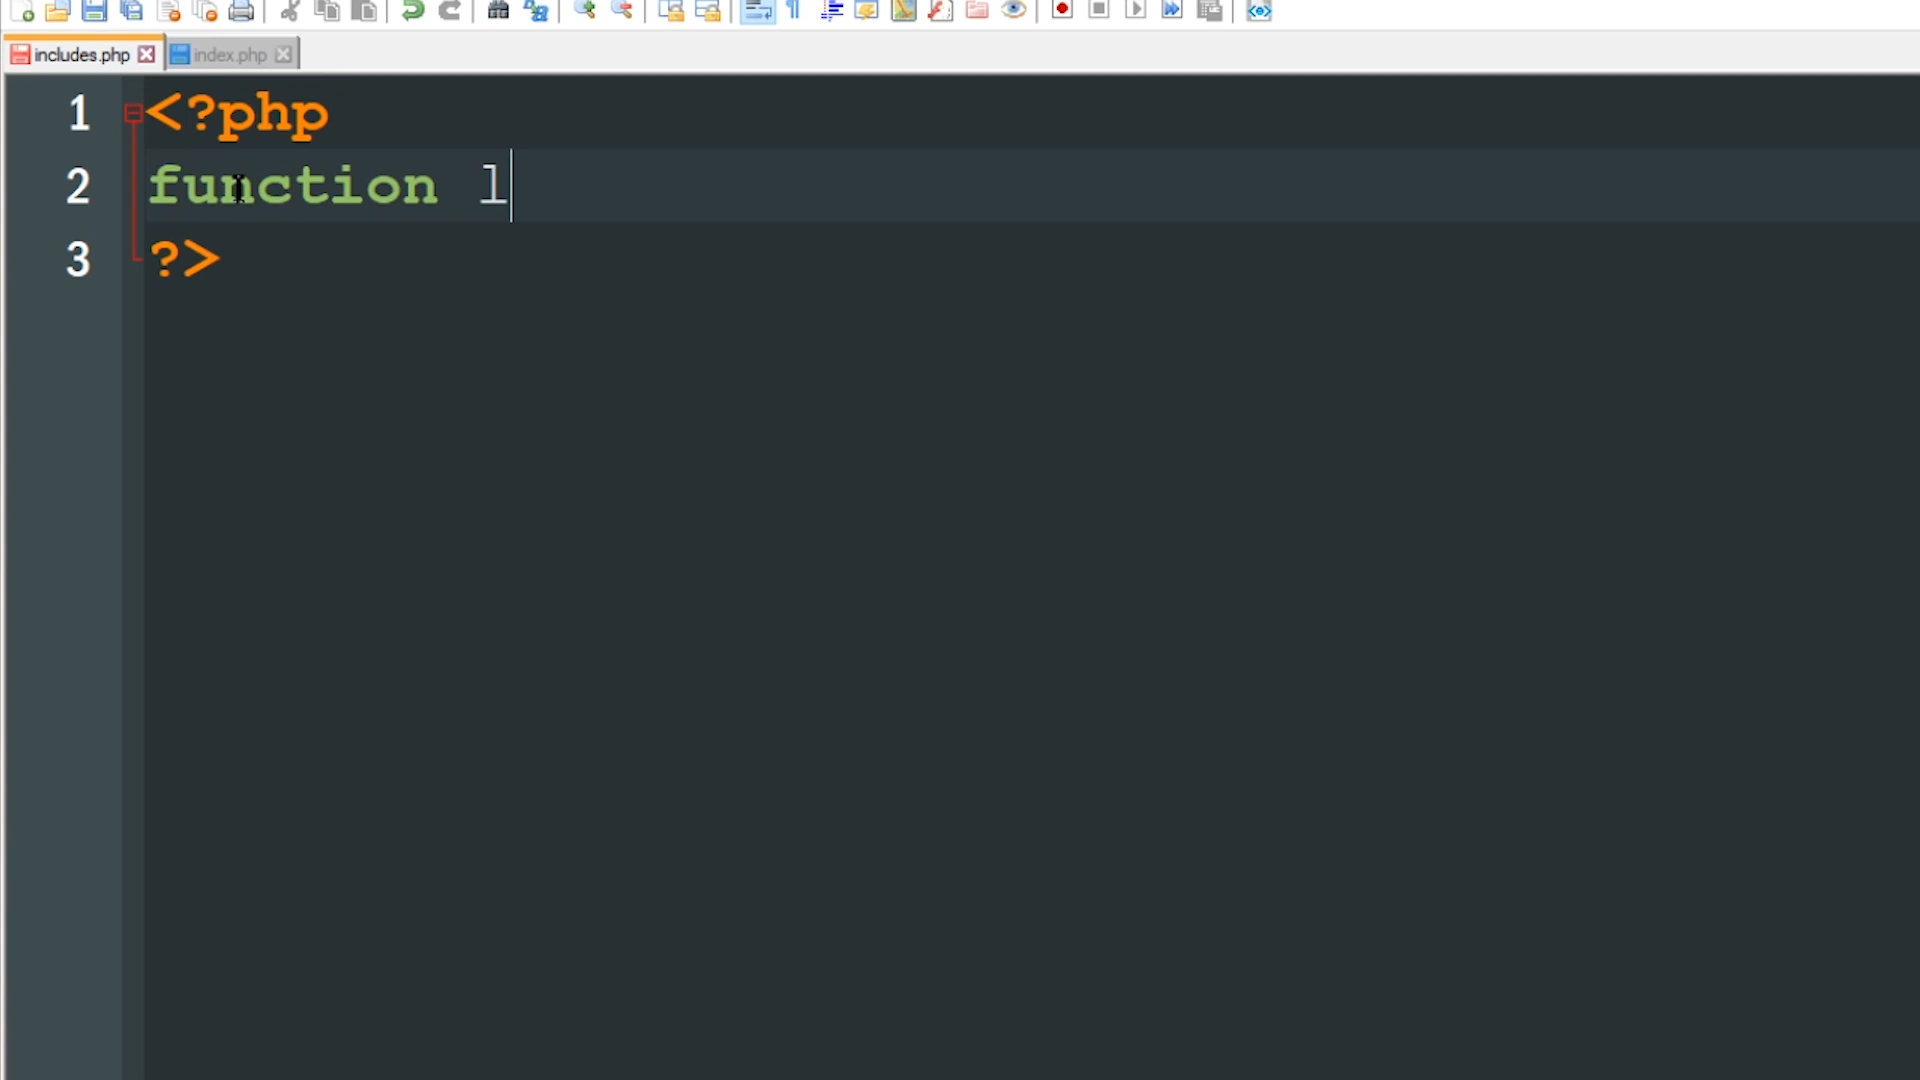 includes.php index.php
1 <?php
2 function l
3 ?>